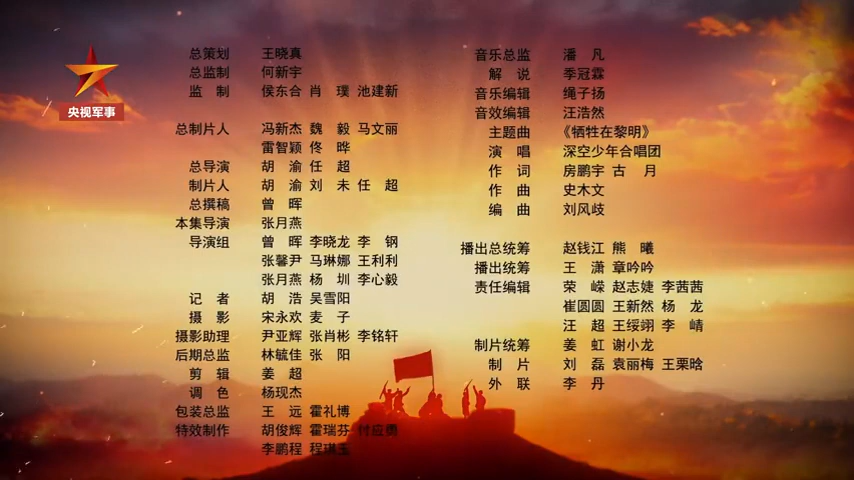 央视军事
总策划 王晓真
总监制 何新宇
监 制 侯东合 肖 璞 池建新
总制片人 冯新杰 魏 毅 马文丽
雷智颖 佟 晔
总导演 胡 渝 任 超
制片人 胡 渝 刘 未 任 超
总撰稿 曾 晖
本集导演 张月燕
导演组 曾 晖 李晓龙 李 钢
张馨尹 马琳娜 王利利
张月燕 杨 圳 李心毅
记 者 胡 浩 吴雪阳
摄 影 宋永欢 麦 子
摄影助理 尹亚辉 张肖彬 李铭轩
后期总监 林毓佳 张 阳
剪 辑 姜 超
调 色 杨现杰
包装总监 王 远 霍礼博
特效制作 胡俊辉 霍瑞芬 付应勇
李鹏程 程琪玉
音乐总监 潘 凡
解 说 季冠霖
音乐编辑 绳子扬
音效编辑 汪浩然
主题曲 《牺牲在黎明》
演 唱 深空少年合唱团
作 词 房鹏宇 古 月
作 曲 史木文
编 曲 刘风歧
播出总统筹 赵钱江 熊 曦
播出统筹 王 潇 章吟吟
责任编辑 荣 嵘 赵志婕 李茜茜
崔圆圆 王新然 杨 龙
汪 超 王绥翊 李 崝
制片统筹 姜 虹 谢小龙
制 片 刘 磊 袁丽梅 王栗晗
外 联 李 丹